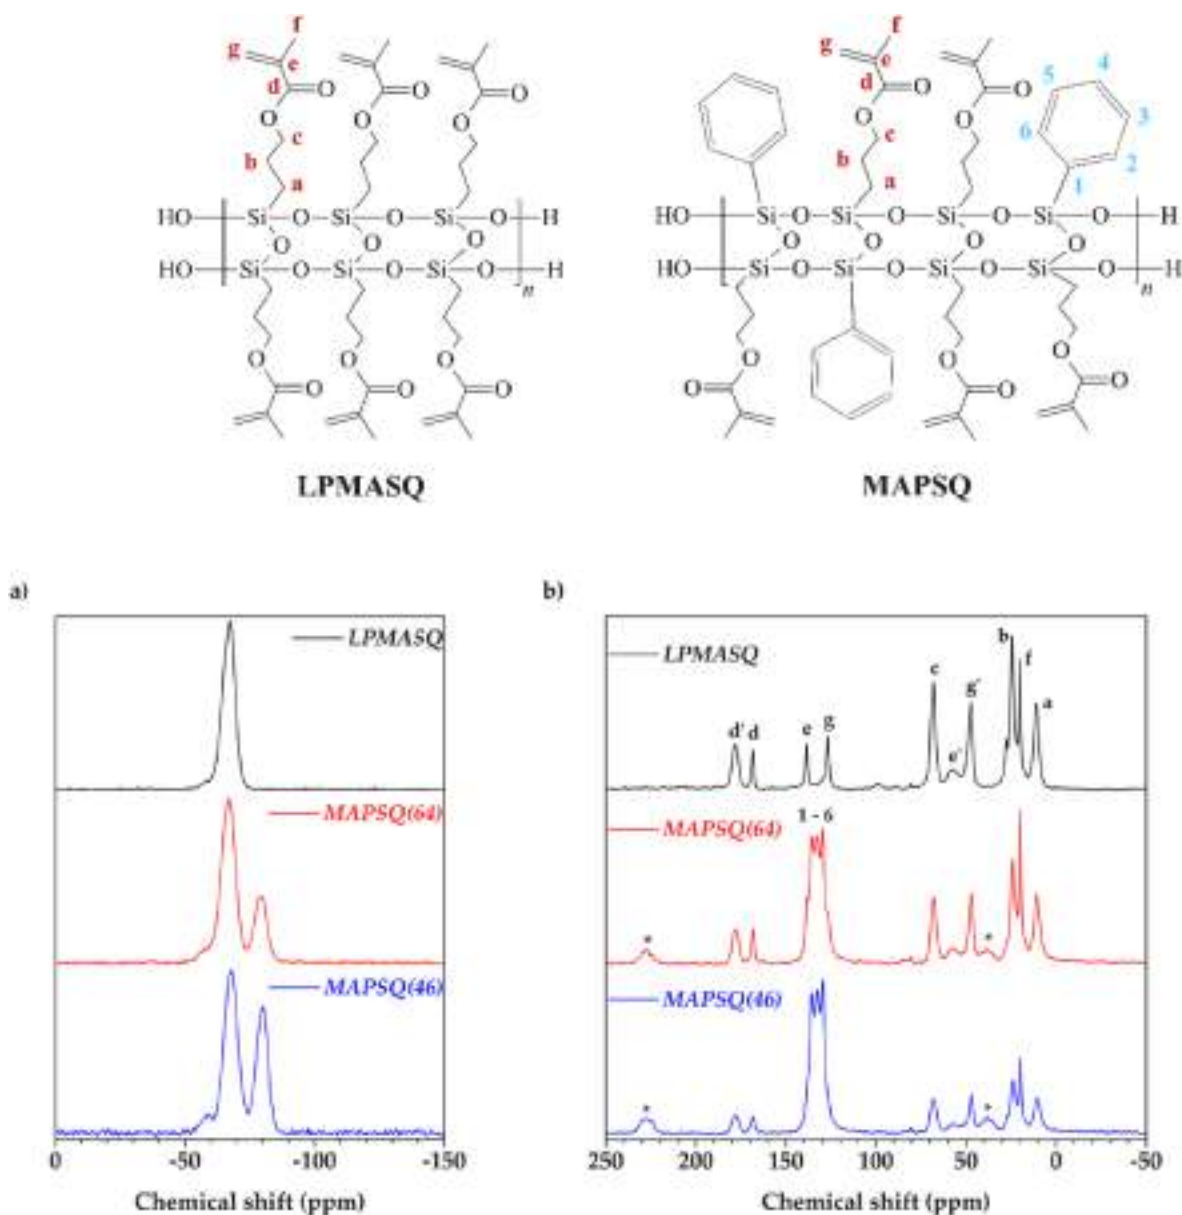 f
g
e
d
O
O
O
O
O
O
c
b
a
HO
Si
O
Si
O
Si
O
H
O
O
O
HO
Si
O
Si
O
Si
O
H
n
O
O
O
O
O
O
LPMASQ
f
g
e
d
O
O
O
O
c
b
a
5
4
3
6
2
1
HO
Si
O
Si
O
Si
O
Si
O
H
O
O
O
O
HO
Si
O
Si
O
Si
O
Si
O
H
n
O
O
O
O
O
O
O
O
O
O
MAPSQ
a)
LPMASQ
MAPSQ(64)
MAPSQ(46)
0
-50
-100
-150
Chemical shift (ppm)
b)
LPMASQ
d'
d
e
g
c
e'
g'
b
f
a
MAPSQ(64)
1 - 6
*
*
MAPSQ(46)
*
*
250
200
150
100
50
0
-50
Chemical shift (ppm)